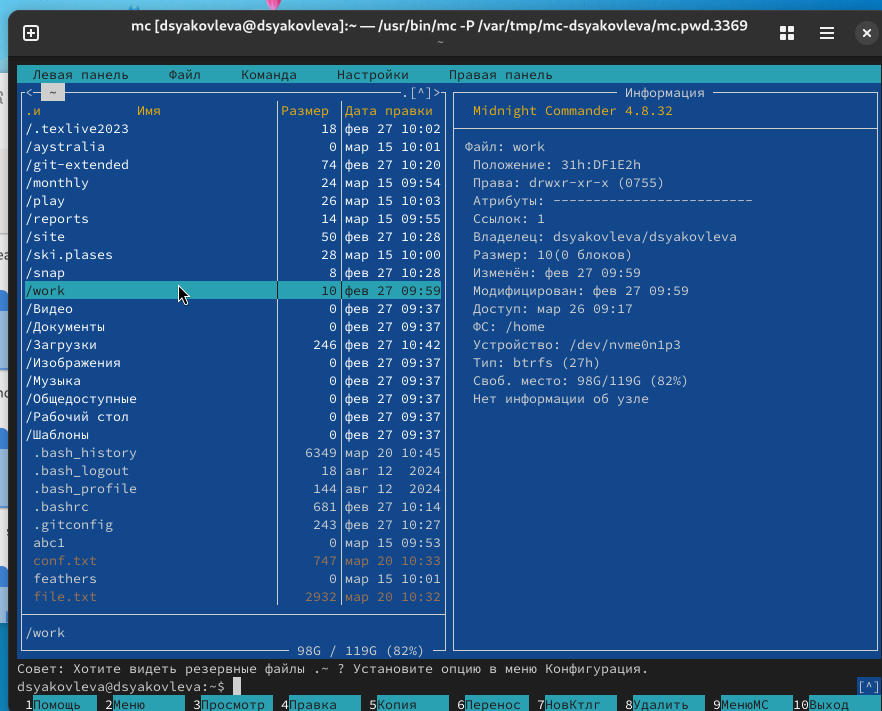 mc [dsyakovleva@dsyakovleva]:~ — /usr/bin/mc -P /var/tmp/mc-dsyakovleva/mc.pwd.3369
~
Левая панель Файл Команда Настройки Правая панель
<─ ~ .[^]>
.и Имя Размер Дата правки
/.texlive2023 18 фев 27 10:02
/aystralia 0 мар 15 10:01
/git-extended 74 фев 27 10:20
/monthly 24 мар 15 09:54
/play 26 мар 15 10:03
/reports 14 мар 15 09:55
/site 50 фев 27 10:28
/ski.plases 28 мар 15 10:00
/snap 8 фев 27 10:28
/work 10 фев 27 09:59
/Видео 0 фев 27 09:37
/Документы 0 фев 27 09:37
/Загрузки 246 фев 27 10:42
/Изображения 0 фев 27 09:37
/Музыка 0 фев 27 09:37
/Общедоступные 0 фев 27 09:37
/Рабочий стол 0 фев 27 09:37
/Шаблоны 0 фев 27 09:37
.bash_history 6349 мар 20 10:45
.bash_logout 18 авг 12 2024
.bash_profile 144 авг 12 2024
.bashrc 681 фев 27 10:14
.gitconfig 243 фев 27 10:27
abc1 0 мар 15 09:53
conf.txt 747 мар 20 10:33
feathers 0 мар 15 10:01
file.txt 2932 мар 20 10:32
/work
98G / 119G (82%)
Информация
Midnight Commander 4.8.32
Файл: work
Положение: 31h:DF1E2h
Права: drwxr-xr-x (0755)
Атрибуты: -------------------------
Ссылок: 1
Владелец: dsyakovleva/dsyakovleva
Размер: 10(0 блоков)
Изменён: фев 27 09:59
Модифицирован: фев 27 09:59
Доступ: мар 26 09:17
ФС: /home
Устройство: /dev/nvme0n1p3
Тип: btrfs (27h)
Своб. место: 98G/119G (82%)
Нет информации об узле
Совет: Хотите видеть резервные файлы .~ ? Установите опцию в меню Конфигурация.
dsyakovleva@dsyakovleva:~$ [^]
1Помощь 2Меню 3Просмотр 4Правка 5Копия 6Перенос 7НовКтлг 8Удалить 9МенюМС 10Выход